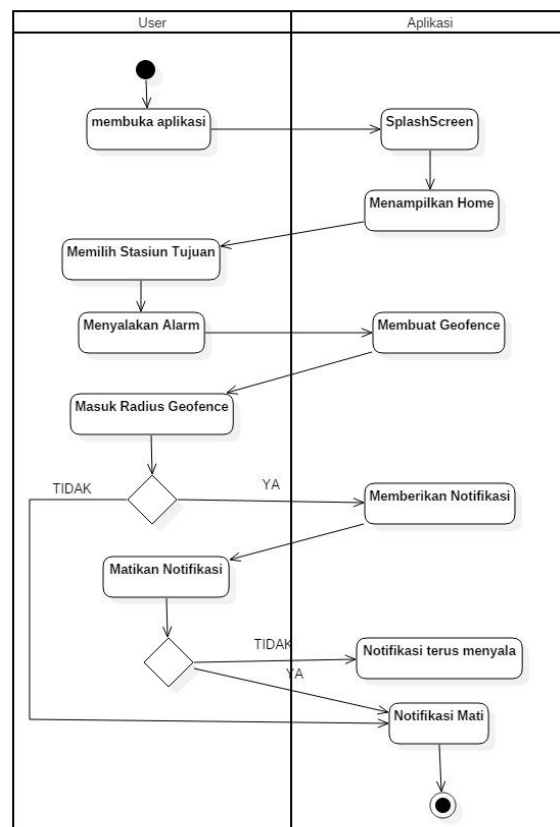 User
Aplikasi
membuka aplikasi
SplashScreen
Menampilkan Home
Memilih Stasiun Tujuan
Menyalakan Alarm
Membuat Geofence
Masuk Radius Geofence
TIDAK
YA
Memberikan Notifikasi
Matikan Notifikasi
TIDAK
Notifikasi terus menyala
YA
Notifikasi Mati